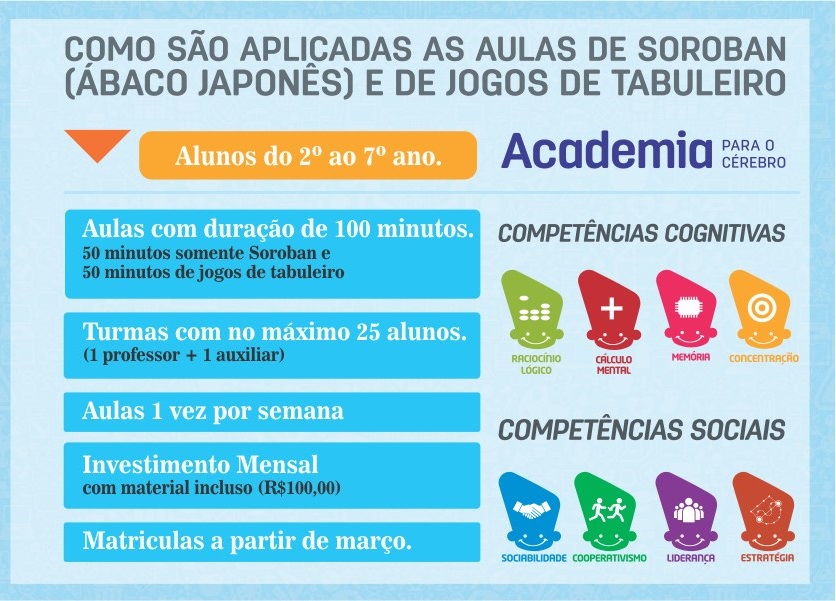 COMO SÃO APLICADAS AS AULAS DE SOROBAN
(ÁBACO JAPONÊS) E DE JOGOS DE TABULEIRO
Alunos do 2º ao 7º ano.
Academia PARA O
CÉREBRO
Aulas com duração de 100 minutos.
50 minutos somente Soroban e
50 minutos de jogos de tabuleiro
Turmas com no máximo 25 alunos.
(1 professor + 1 auxiliar)
Aulas 1 vez por semana
Investimento Mensal
com material incluso (R$100,00)
Matriculas a partir de março.
COMPETÊNCIAS COGNITIVAS
RACIOCÍNIO
LÓGICO
CÁLCULO
MENTAL
MEMÓRIA
CONCENTRAÇÃO
COMPETÊNCIAS SOCIAIS
SOCIABILIDADE
COOPERATIVISMO
LIDERANÇA
ESTRATÉGIA